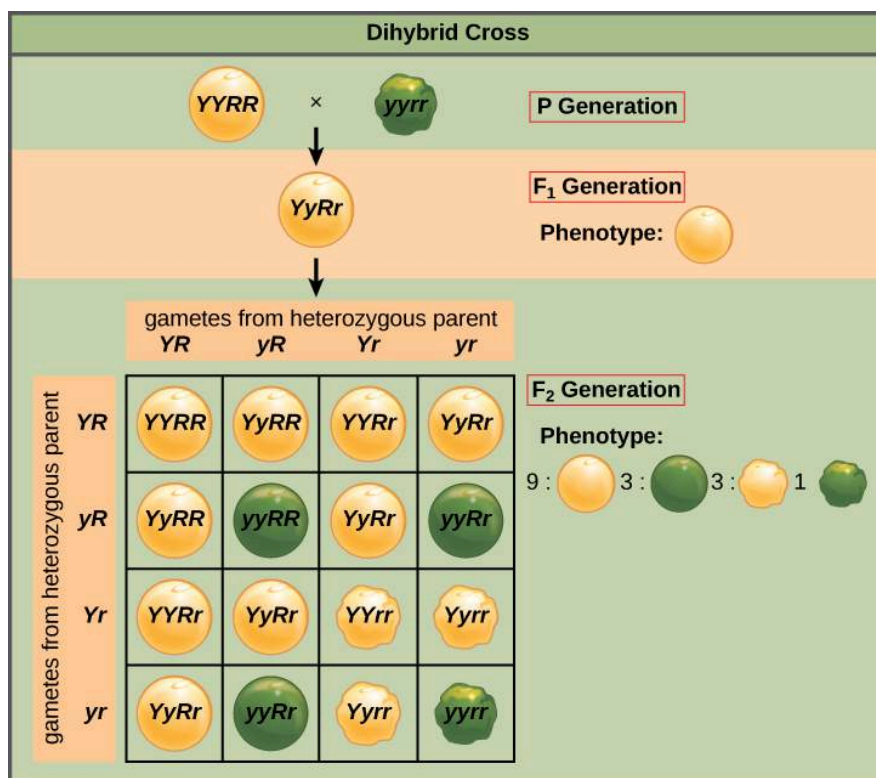 Dihybrid Cross
YYRR × yyrr P Generation
YyRr F₁ Generation
Phenotype:
gametes from heterozygous parent
YR yR Yr yr
gametes from heterozygous parent
YR YYRR YyRR YYRr YyRr
yR YyRR yyRR YyRr yyRr
Yr YYRr YyRr YYrr Yyrr
yr YyRr yyRr Yyrr yyrr
F₂ Generation
Phenotype:
9 : 3 : 3 : 1